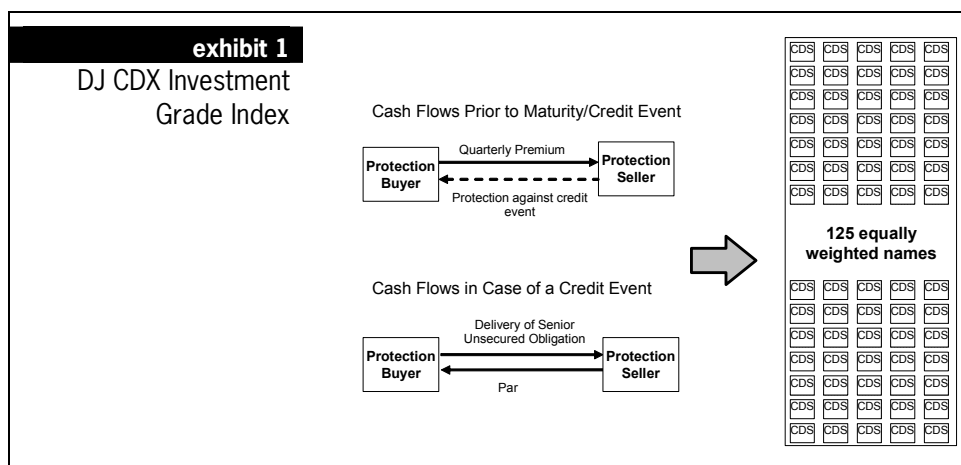 exhibit 1
DJ CDX Investment
Grade Index
Cash Flows Prior to Maturity/Credit Event
Protection
Buyer
Quarterly Premium
Protection against credit
event
Protection
Seller
Cash Flows in Case of a Credit Event
Protection
Buyer
Delivery of Senior
Unsecured Obligation
Par
Protection
Seller
CDS CDS CDS CDS CDS
CDS CDS CDS CDS CDS
CDS CDS CDS CDS CDS
CDS CDS CDS CDS CDS
CDS CDS CDS CDS CDS
CDS CDS CDS CDS CDS
CDS CDS CDS CDS CDS
125 equally
weighted names
CDS CDS CDS CDS CDS
CDS CDS CDS CDS CDS
CDS CDS CDS CDS CDS
CDS CDS CDS CDS CDS
CDS CDS CDS CDS CDS
CDS CDS CDS CDS CDS
CDS CDS CDS CDS CDS